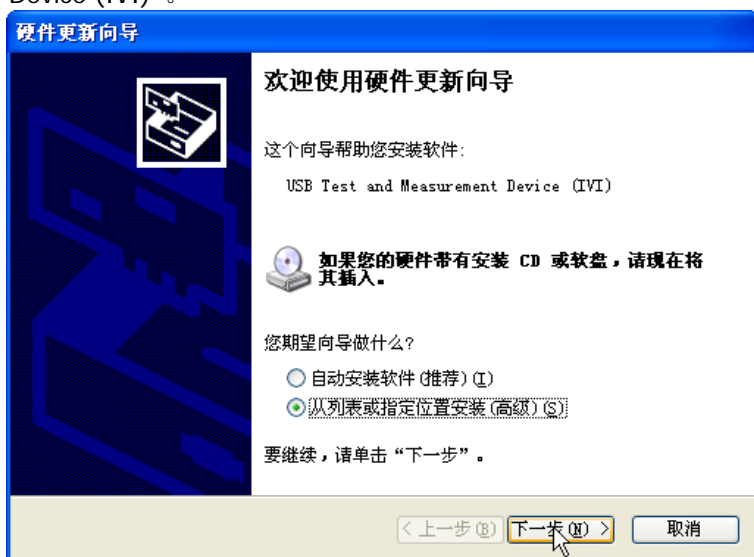 Device (IVI) 。
硬件更新向导
欢迎使用硬件更新向导
这个向导帮助您安装软件:
USB Test and Measurement Device (IVI)
如果您的硬件带有安装 CD 或软盘，请现在将
其插入。
您期望向导做什么?
自动安装软件(推荐)(I)
从列表或指定位置安装(高级)(S)
要继续，请单击“下一步”。
< 上一步(B) 下一步(N) > 取消